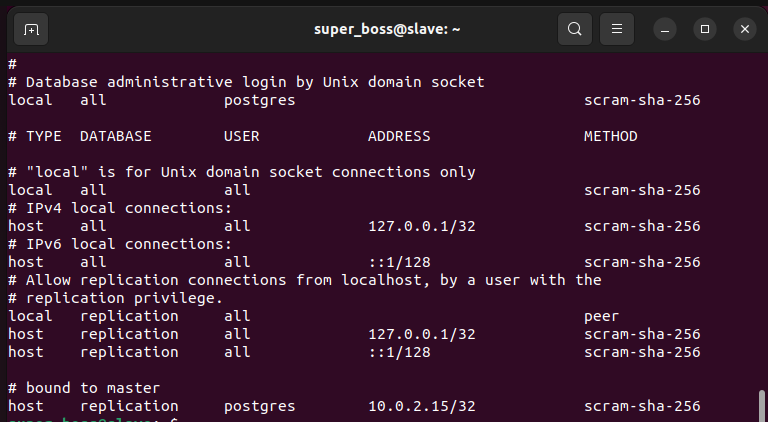 super_boss@slave: ~
#
# Database administrative login by Unix domain socket
local   all             postgres                                scram-sha-256
# TYPE  DATABASE        USER            ADDRESS                 METHOD
# "local" is for Unix domain socket connections only
local   all             all                                     scram-sha-256
# IPv4 local connections:
host    all             all             127.0.0.1/32            scram-sha-256
# IPv6 local connections:
host    all             all             ::1/128                 scram-sha-256
# Allow replication connections from localhost, by a user with the
# replication privilege.
local   replication     all                                     peer
host    replication     all             127.0.0.1/32            scram-sha-256
host    replication     all             ::1/128                 scram-sha-256
# bound to master
host    replication     postgres        10.0.2.15/32            scram-sha-256